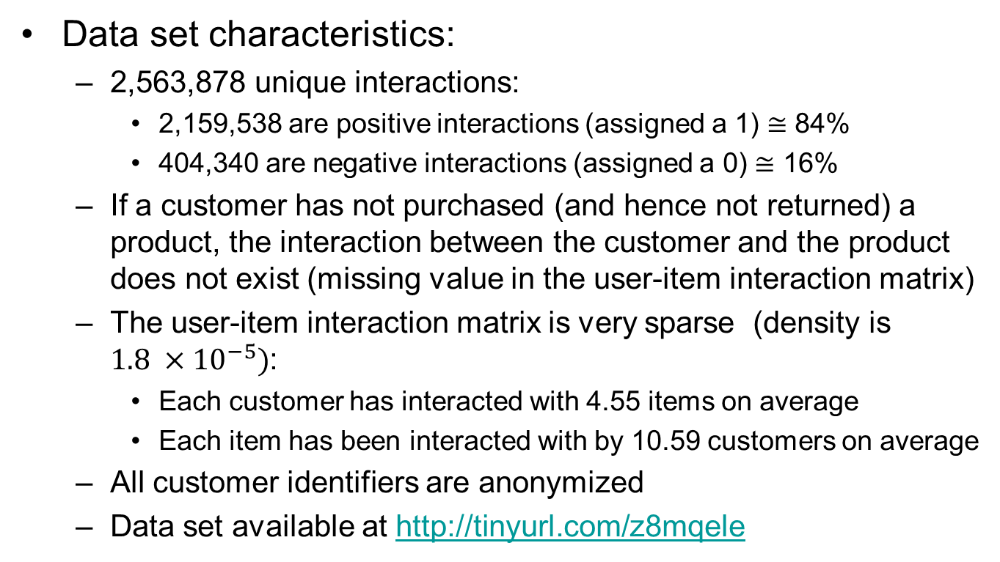 • Data set characteristics:
– 2,563,878 unique interactions:
• 2,159,538 are positive interactions (assigned a 1) ≅ 84%
• 404,340 are negative interactions (assigned a 0) ≅ 16%
– If a customer has not purchased (and hence not returned) a
product, the interaction between the customer and the product
does not exist (missing value in the user-item interaction matrix)
– The user-item interaction matrix is very sparse (density is
1.8 × 10⁻⁵):
• Each customer has interacted with 4.55 items on average
• Each item has been interacted with by 10.59 customers on average
– All customer identifiers are anonymized
– Data set available at http://tinyurl.com/z8mqele